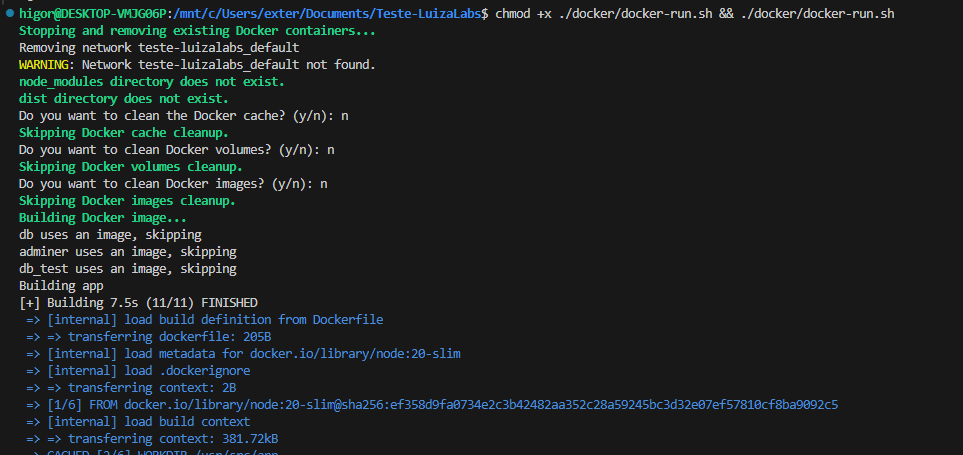 higor@DESKTOP-VMJG06P:/mnt/c/Users/exter/Documents/Teste-LuizaLabs$ chmod +x ./docker/docker-run.sh && ./docker/docker-run.sh
Stopping and removing existing Docker containers...
Removing network teste-luizalabs_default
WARNING: Network teste-luizalabs_default not found.
node_modules directory does not exist.
dist directory does not exist.
Do you want to clean the Docker cache? (y/n): n
Skipping Docker cache cleanup.
Do you want to clean Docker volumes? (y/n): n
Skipping Docker volumes cleanup.
Do you want to clean Docker images? (y/n): n
Skipping Docker images cleanup.
Building Docker image...
db uses an image, skipping
adminer uses an image, skipping
db_test uses an image, skipping
Building app
[+] Building 7.5s (11/11) FINISHED
=> [internal] load build definition from Dockerfile
=> => transferring dockerfile: 205B
=> [internal] load metadata for docker.io/library/node:20-slim
=> [internal] load .dockerignore
=> => transferring context: 2B
=> [1/6] FROM docker.io/library/node:20-slim@sha256:ef358d9fa0734e2c3b42482aa352c28a59245bc3d32e07ef57810cf8ba9092c5
=> [internal] load build context
=> => transferring context: 381.72kB
=> CACHED [2/6] WORKDIR /usr/src/app